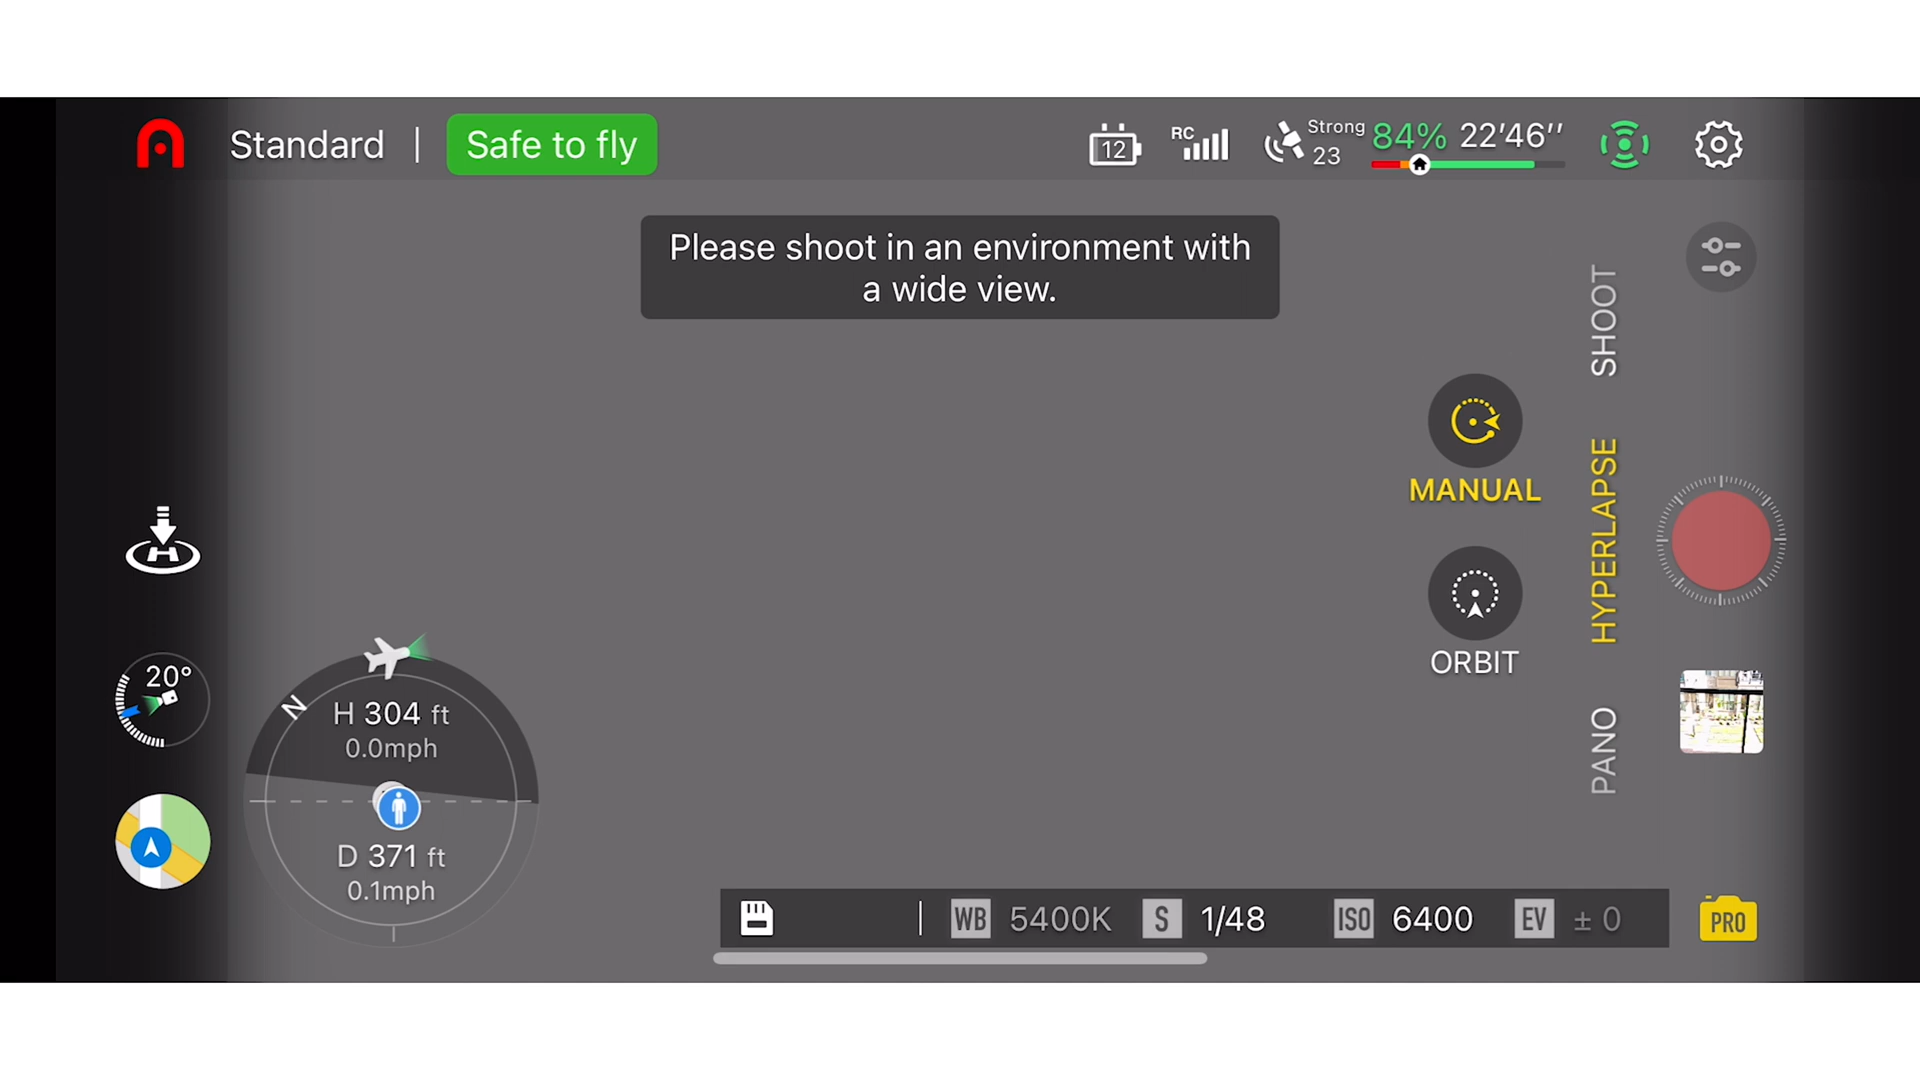 Standard | Safe to fly
12
RC
Strong
23
84% 22'46''
Please shoot in an environment with
a wide view.
SHOOT
MANUAL
HYPERLAPSE
ORBIT
PANO
H
20°
N
H 304 ft
0.0mph
D 371 ft
0.1mph
WB 5400K S 1/48 ISO 6400 EV ± 0
PRO